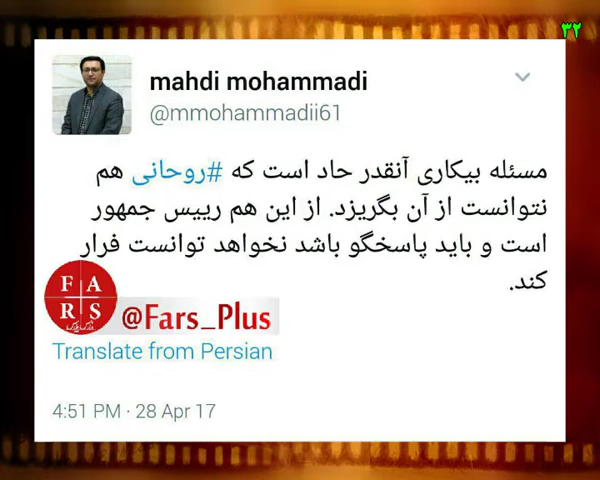 ۳۲
mahdi mohammadi
@mmohammadii61
مسئله بیکاری آنقدر حاد است که #روحانی هم
نتوانست از آن بگریزد. از این هم رییس جمهور
است و باید پاسخگو باشد نخواهد توانست فرار
کند.
FA
RS
@Fars_Plus
Translate from Persian
4:51 PM · 28 Apr 17